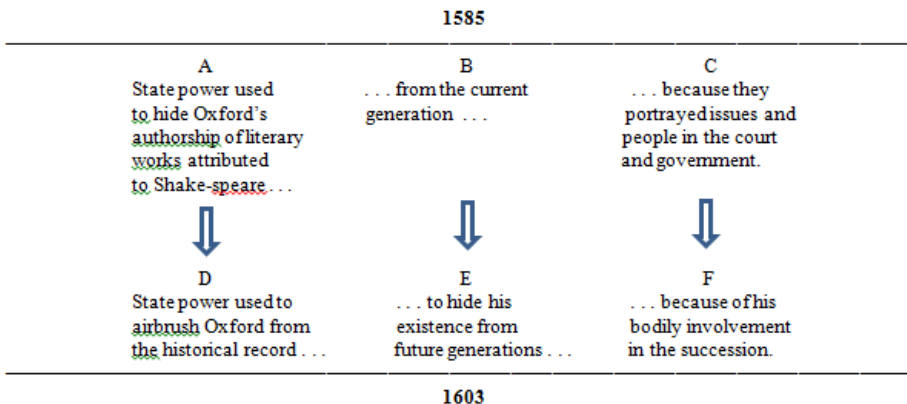 1585
A B C
State power used . . . from the current . . . because they
to hide Oxford's generation . . . portrayed issues and
authorship of literary people in the court
works attributed and government.
to Shake-speare . . .
D E F
State power used to . . . to hide his . . . because of his
airbrush Oxford from existence from bodily involvement
the historical record . . . future generations . . . in the succession.
1603